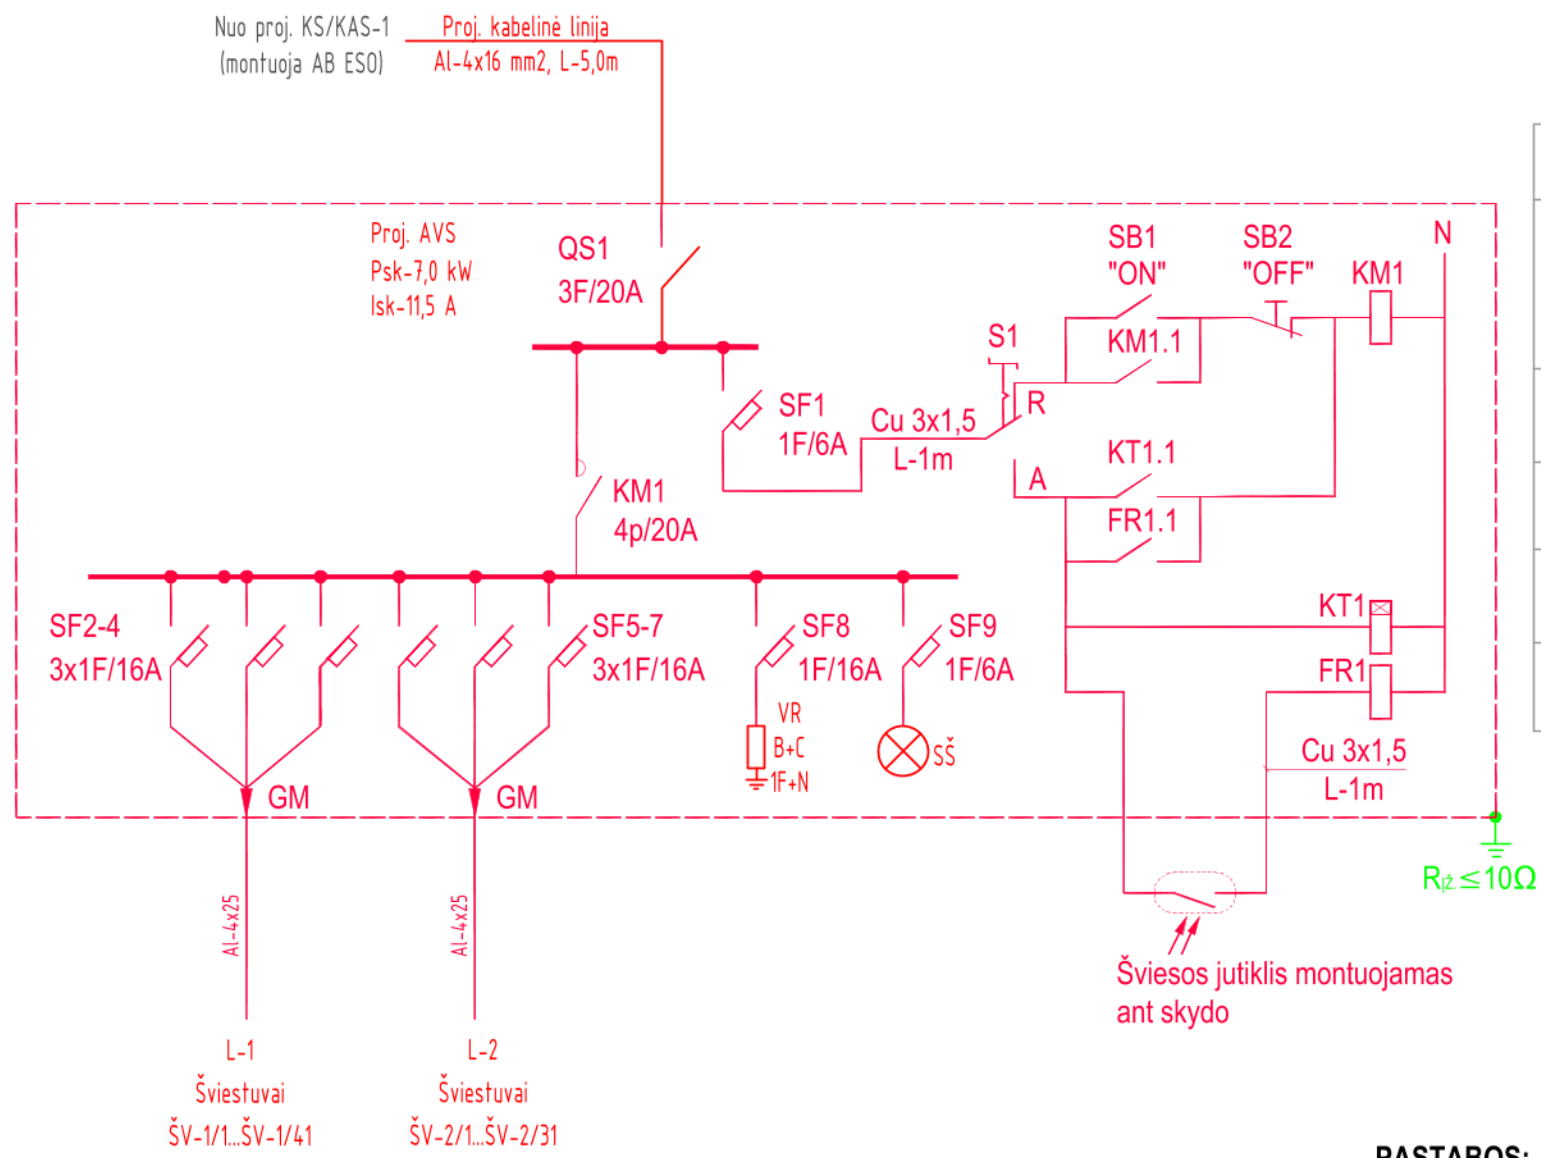 Nuo proj. KS/KAS-1
(montuoja AB ESO)
Proj. kabelinė linija
Al-4x16 mm2, L-5,0m
Proj. AVS
Psk-7,0 kW
Isk-11,5 A
QS1
3F/20A
SF1
1F/6A
KM1
4p/20A
Cu 3x1,5
L-1m
S1
R
A
SB1
"ON"
KM1.1
SB2
"OFF"
KM1
N
KT1.1
FR1.1
KT1
FR1
Cu 3x1,5
L-1m
SF2-4
3x1F/16A
SF5-7
3x1F/16A
SF8
1F/16A
SF9
1F/6A
VR
B+C
1F+N
SŠ
GM
GM
RĮŽ.≤10Ω
Al-4x25
Al-4x25
Šviesos jutiklis montuojamas
ant skydo
L-1
Šviestuvai
ŠV-1/1...ŠV-1/41
L-2
Šviestuvai
ŠV-2/1...ŠV-2/31
PASTABOS: